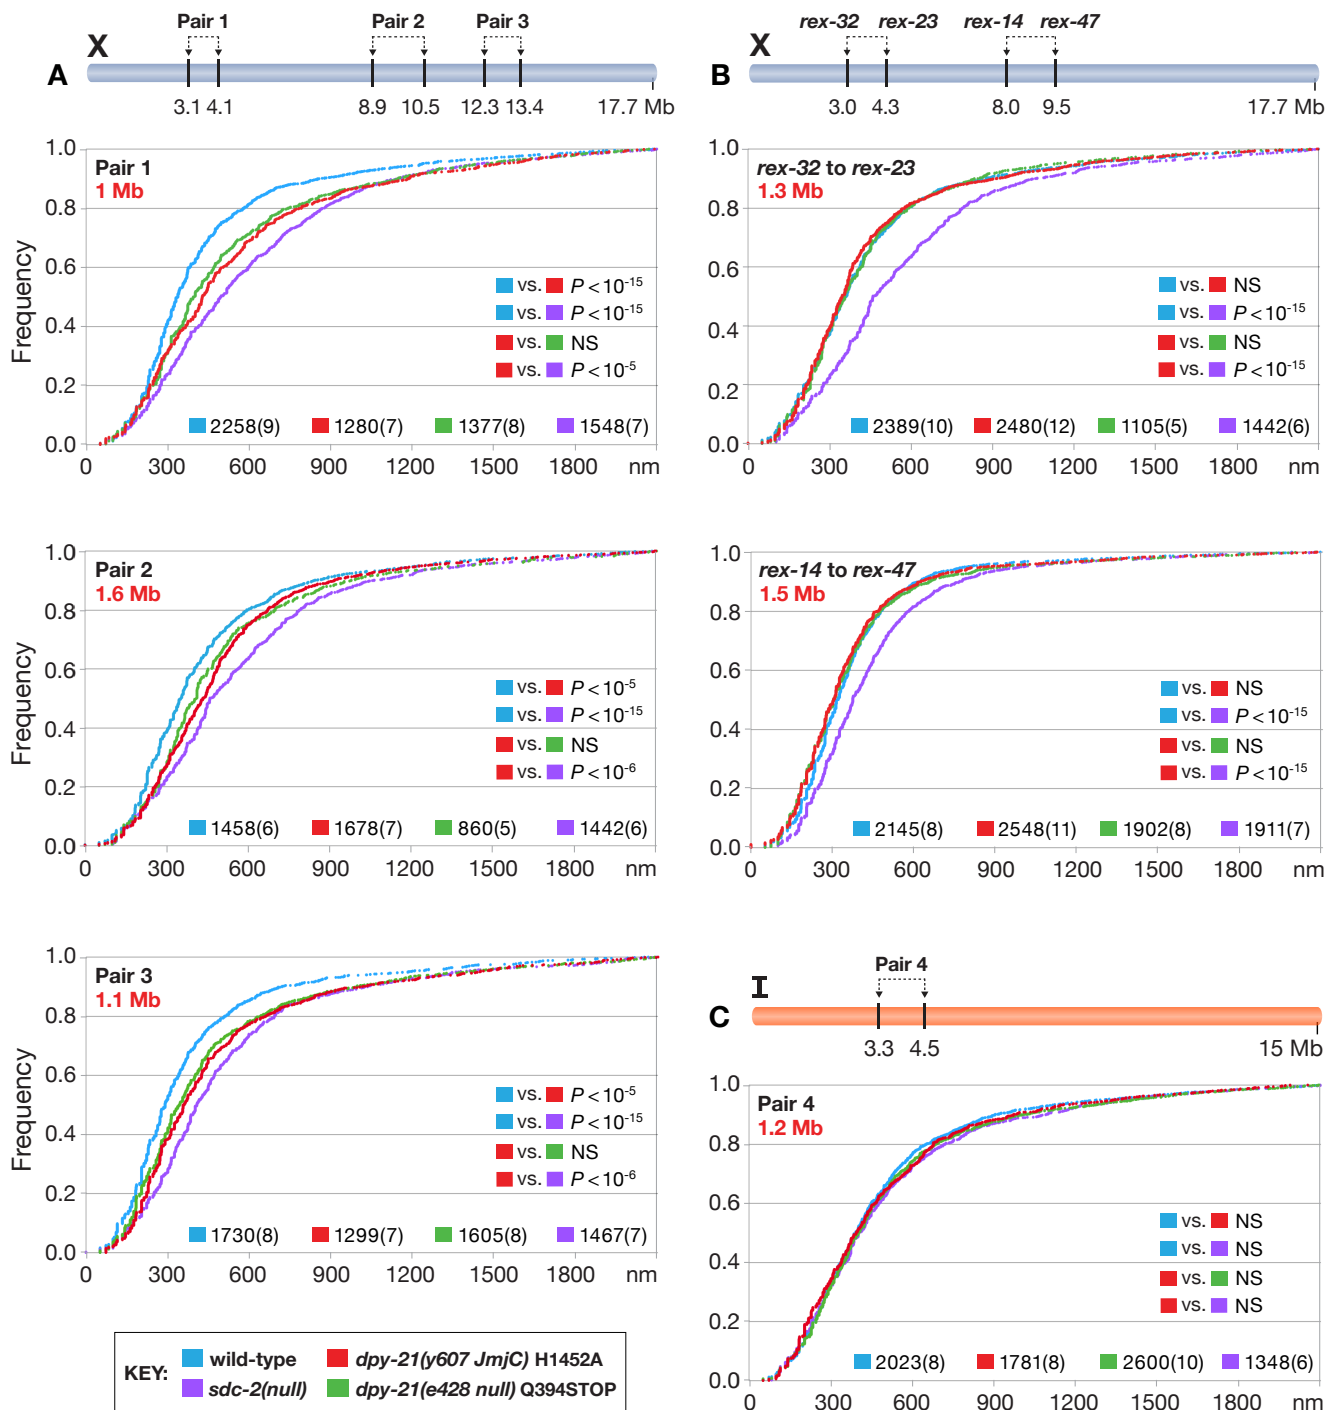 A
X
Pair 1
Pair 2
Pair 3
3.1 4.1 8.9 10.5 12.3 13.4 17.7 Mb
Pair 1
1 Mb
Frequency
1.0
0.8
0.6
0.4
0.2
0.0
vs. P < 10-15
vs. P < 10-15
vs. NS
vs. P < 10-5
2258(9) 1280(7) 1377(8) 1548(7)
0 300 600 900 1200 1500 1800 nm
Pair 2
1.6 Mb
Frequency
1.0
0.8
0.6
0.4
0.2
0.0
vs. P < 10-5
vs. P < 10-15
vs. NS
vs. P < 10-6
1458(6) 1678(7) 860(5) 1442(6)
0 300 600 900 1200 1500 1800 nm
Pair 3
1.1 Mb
Frequency
1.0
0.8
0.6
0.4
0.2
0.0
vs. P < 10-5
vs. P < 10-15
vs. NS
vs. P < 10-6
1730(8) 1299(7) 1605(8) 1467(7)
0 300 600 900 1200 1500 1800 nm
KEY:
wild-type
dpy-21(y607 JmjC) H1452A
sdc-2(null)
dpy-21(e428 null) Q394STOP
B
X
rex-32 rex-23 rex-14 rex-47
3.0 4.3 8.0 9.5 17.7 Mb
rex-32 to rex-23
1.3 Mb
1.0
0.8
0.6
0.4
0.2
0.0
vs. NS
vs. P < 10-15
vs. NS
vs. P < 10-15
2389(10) 2480(12) 1105(5) 1442(6)
0 300 600 900 1200 1500 1800 nm
rex-14 to rex-47
1.5 Mb
1.0
0.8
0.6
0.4
0.2
0.0
vs. NS
vs. P < 10-15
vs. NS
vs. P < 10-15
2145(8) 2548(11) 1902(8) 1911(7)
0 300 600 900 1200 1500 1800 nm
C
I
Pair 4
3.3 4.5 15 Mb
Pair 4
1.2 Mb
1.0
0.8
0.6
0.4
0.2
0.0
vs. NS
vs. NS
vs. NS
vs. NS
2023(8) 1781(8) 2600(10) 1348(6)
0 300 600 900 1200 1500 1800 nm